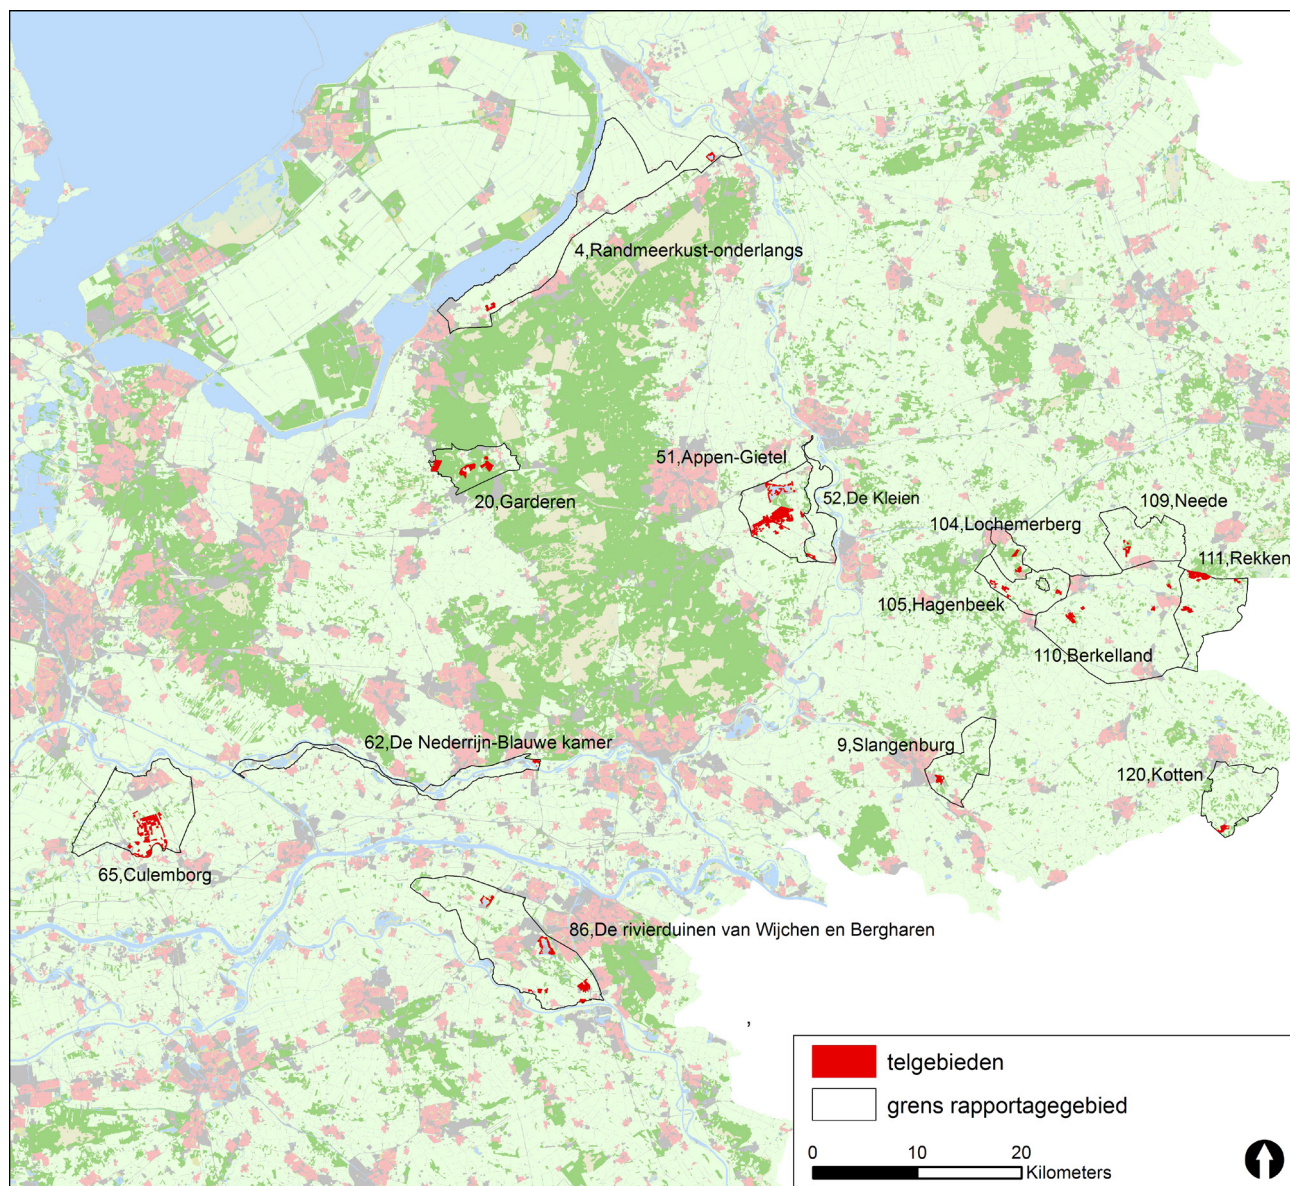 4,Randmeerkust-onderlangs
51,Appen-Gietel
20,Garderen
52,De Kleien
109,Neede
104,Lochemerberg
111,Rekken
105,Hagenbeek
110,Berkelland
62,De Nederrijn-Blauwe kamer
9,Slangenburg
120,Kotten
65,Culemborg
86,De rivierduinen van Wijchen en Bergharen
,
telgebieden
grens rapportagegebied
0 10 20
Kilometers